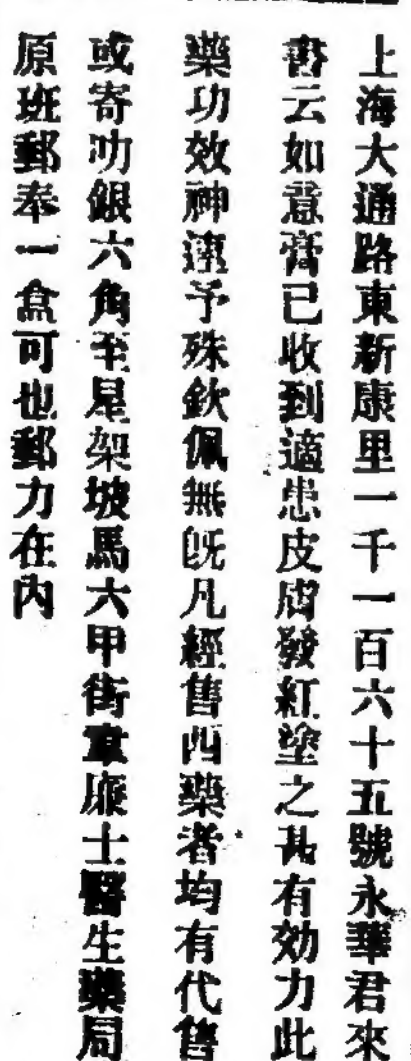 上海大通路東新康里一千一百六十五號永華君來
書云如意膏已收到適患皮膚發紅塗之甚有効力此
藥功效神速予殊欽佩無既凡經售西藥者均有代售
或寄叻銀六角至星架坡馬六甲街韋廉士醫生藥局
原班郵奉一盒可也郵力在內